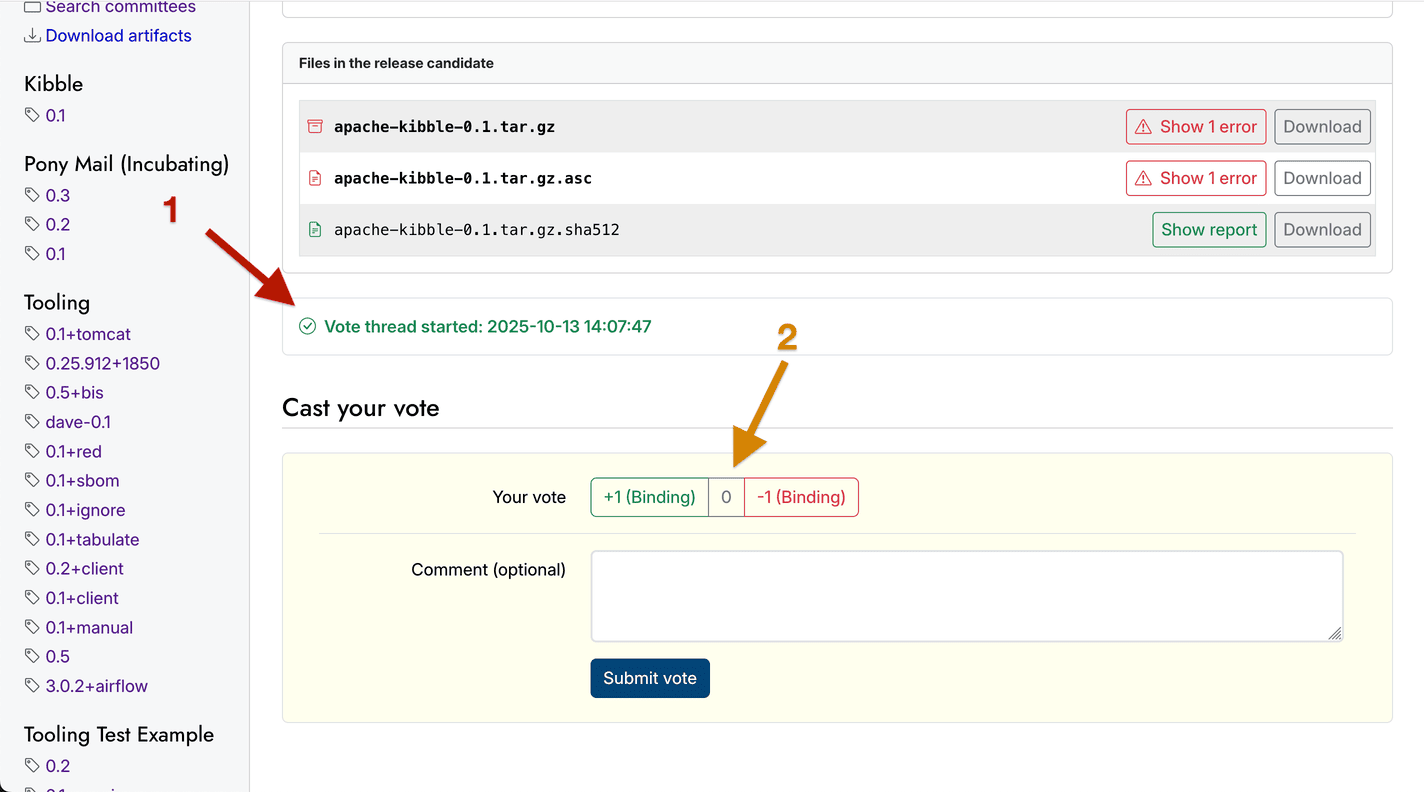 Search committees
Download artifacts
Kibble
0.1
Pony Mail (Incubating)
0.3
0.2
0.1
Tooling
0.1+tomcat
0.25.912+1850
0.5+bis
dave-0.1
0.1+red
0.1+sbom
0.1+ignore
0.1+tabulate
0.2+client
0.1+client
0.1+manual
0.5
3.0.2+airflow
Tooling Test Example
0.2
Files in the release candidate
apache-kibble-0.1.tar.gz Show 1 error Download
apache-kibble-0.1.tar.gz.asc Show 1 error Download
apache-kibble-0.1.tar.gz.sha512 Show report Download
1
Vote thread started: 2025-10-13 14:07:47
2
Cast your vote
Your vote +1 (Binding) 0 -1 (Binding)
Comment (optional)
Submit vote